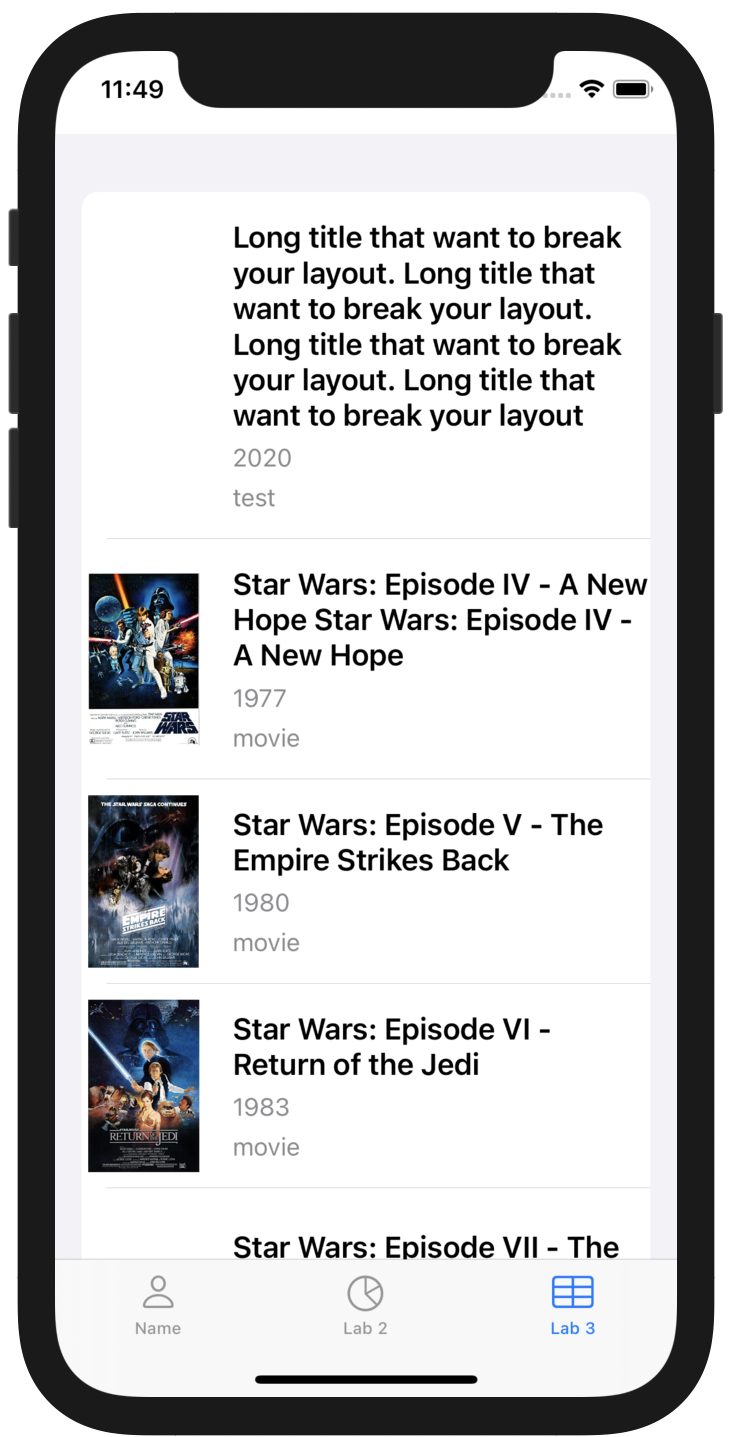 11:49
Long title that want to break
your layout. Long title that
want to break your layout.
Long title that want to break
your layout. Long title that
want to break your layout
2020
test
Star Wars: Episode IV - A New
Hope Star Wars: Episode IV -
A New Hope
1977
movie
STAR
WARS
THE STAR WARS SAGA CONTINUES
Star Wars: Episode V - The
Empire Strikes Back
1980
movie
EMPIRE
STRIKES BACK
Star Wars: Episode VI -
Return of the Jedi
1983
movie
RETURN OF THE JEDI
Star Wars: Episode VII - The
Name
Lab 2
Lab 3